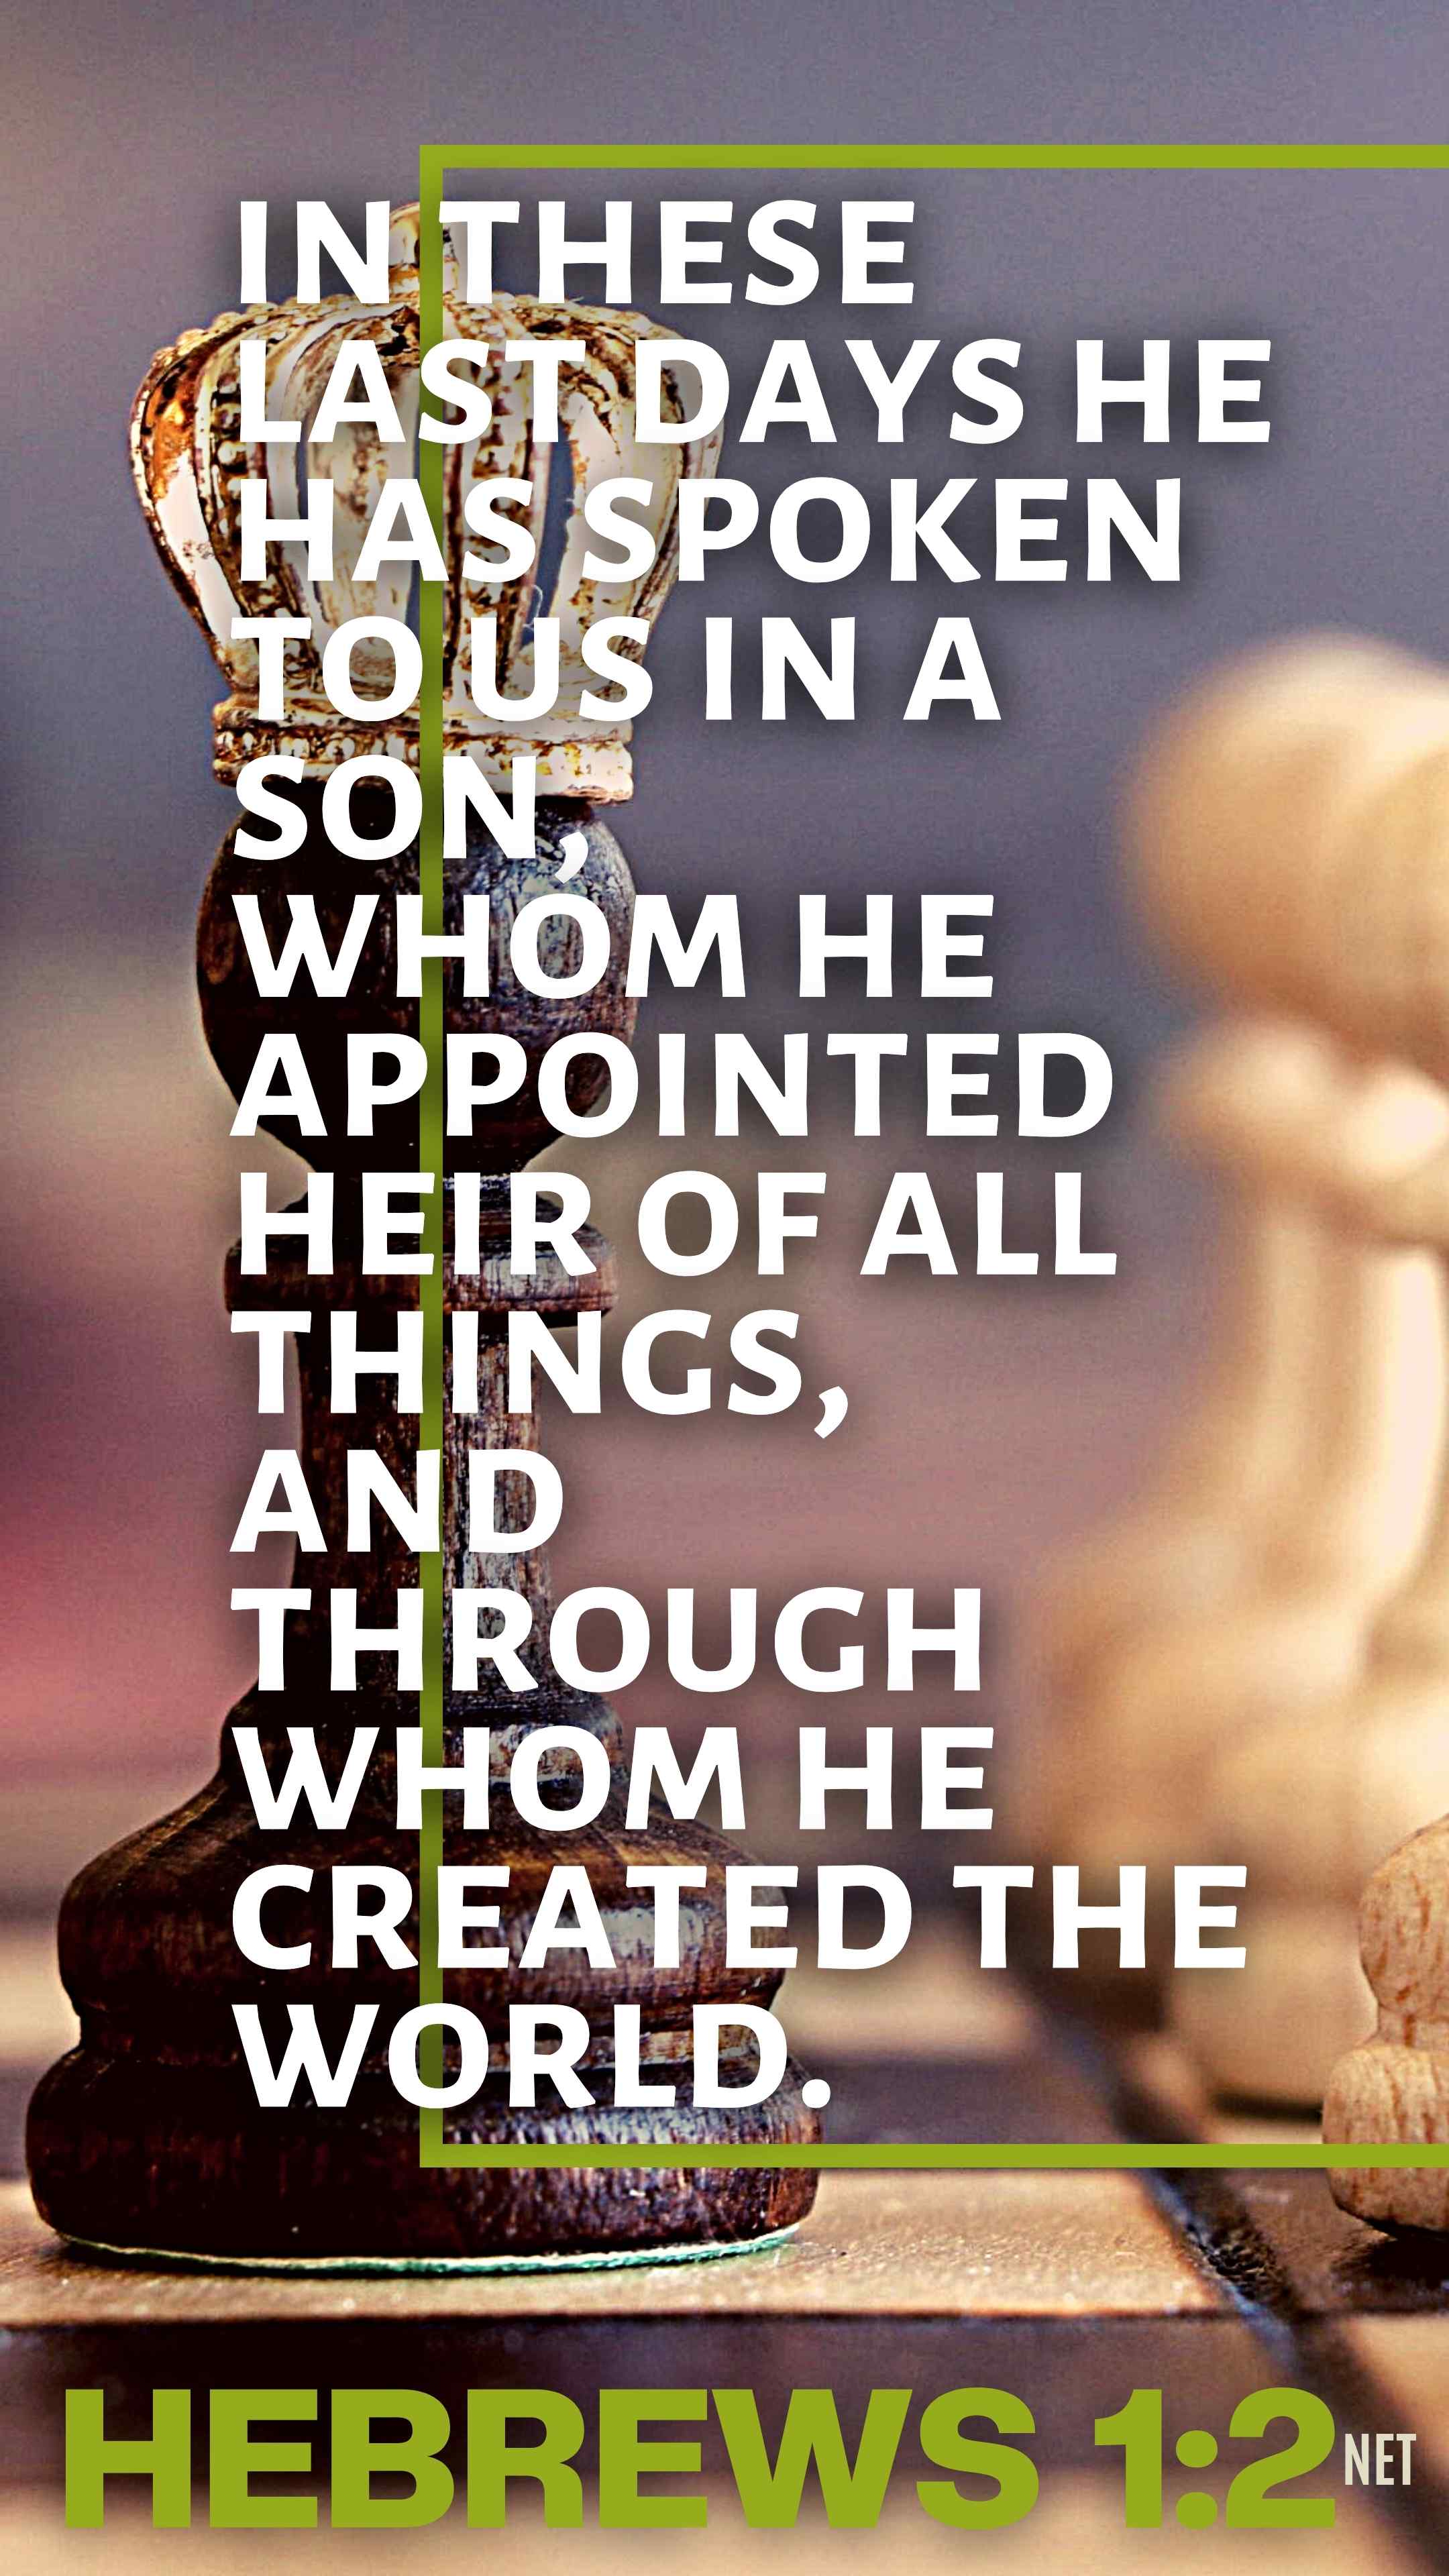 IN THESE
LAST DAYS HE
HAS SPOKEN
TO US IN A
SON,
WHOM HE
APPOINTED
HEIR OF ALL
THINGS,
AND
THROUGH
WHOM HE
CREATED THE
WORLD.
HEBREWS 1:2 NET